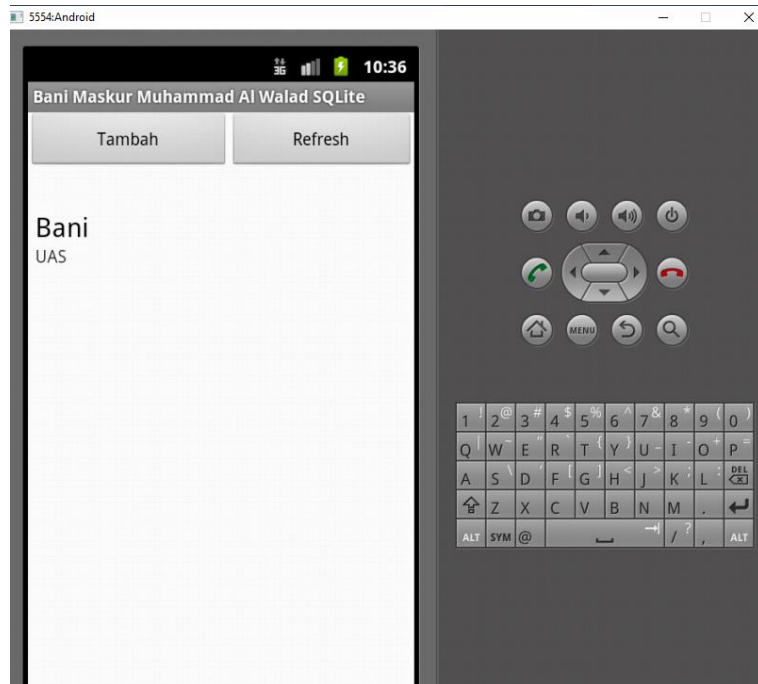 5554:Android
3G 10:36
Bani Maskur Muhammad Al Walad SQLite
Tambah Refresh
Bani
UAS
MENU
1 ! 2 @ 3 # 4 $ 5 % 6 ^ 7 & 8 * 9 ( 0 )
Q | W ~ E " R ` T { Y } U - I - O + P =
A S \ D ' F [ G ] H < J > K ; L : DEL
Z X C V B N M .
ALT SYM @ / ? , ALT